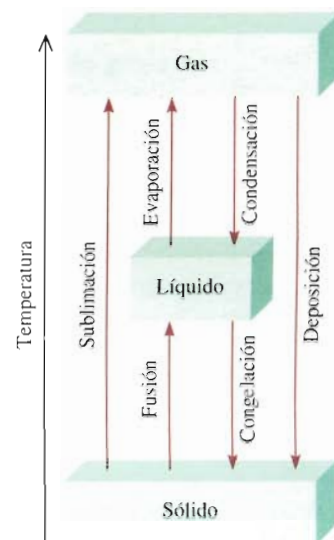 Gas
Temperatura
Sublimación
Evaporación
Condensación
Deposición
Líquido
Fusión
Congelación
Sólido